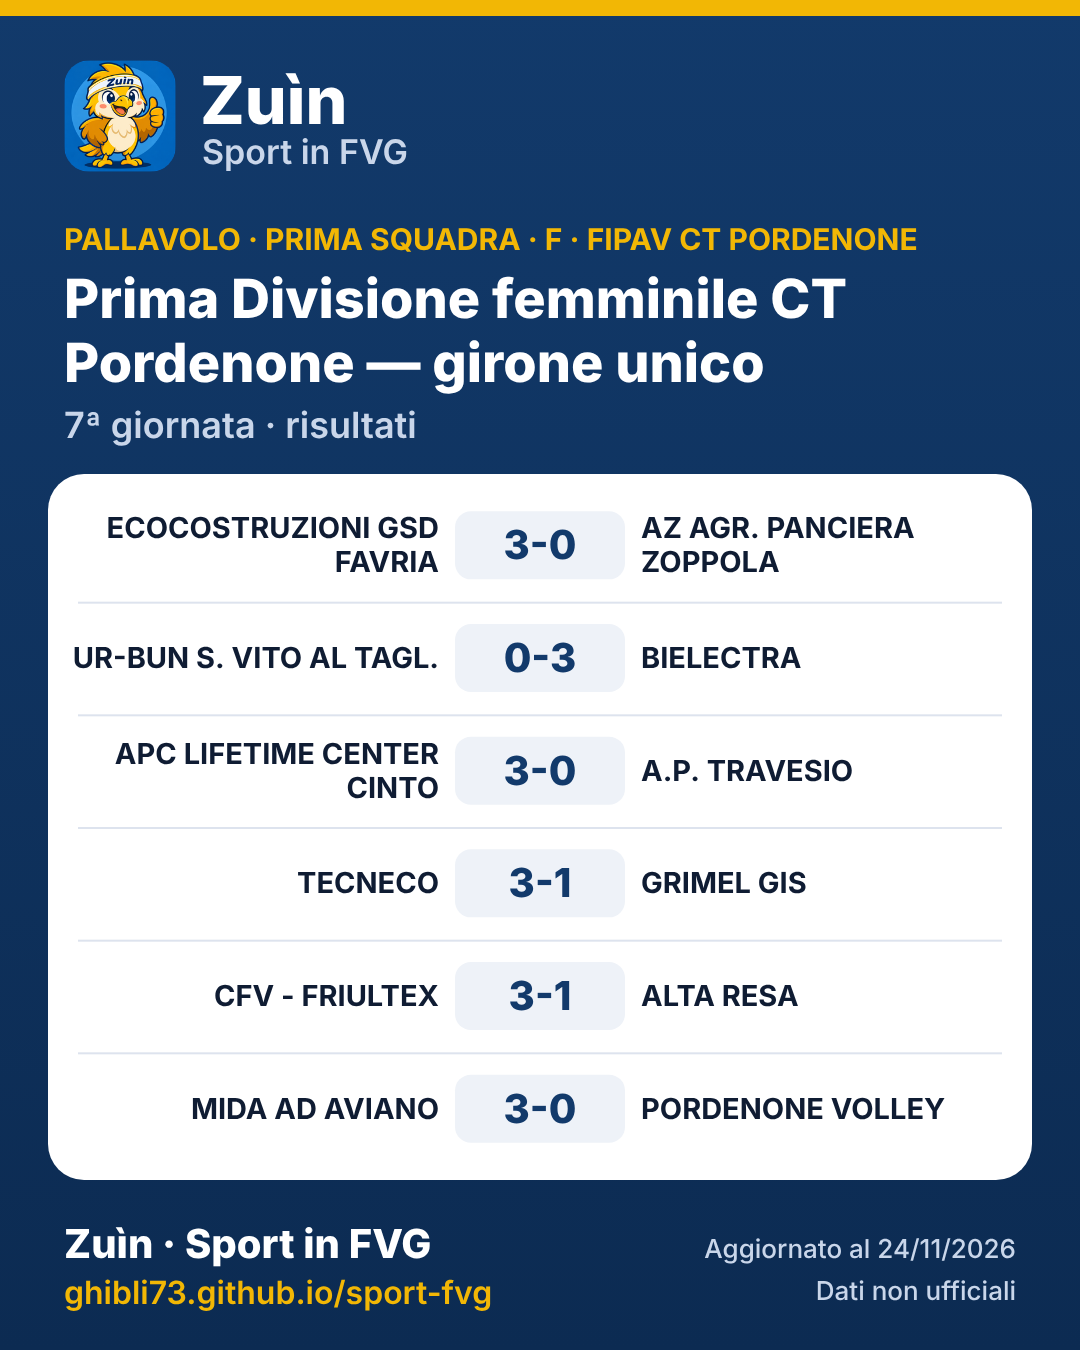 Zuin
Zuìn
Sport in FVG
PALLAVOLO · PRIMA SQUADRA · F · FIPAV CT PORDENONE
Prima Divisione femminile CT
Pordenone — girone unico
7ª giornata · risultati
ECOCOSTRUZIONI GSD FAVRIA 3-0 AZ AGR. PANCIERA ZOPPOLA
UR-BUN S. VITO AL TAGL. 0-3 BIELECTRA
APC LIFETIME CENTER CINTO 3-0 A.P. TRAVESIO
TECNECO 3-1 GRIMEL GIS
CFV - FRIULTEX 3-1 ALTA RESA
MIDA AD AVIANO 3-0 PORDENONE VOLLEY
Zuìn · Sport in FVG
ghibli73.github.io/sport-fvg
Aggiornato al 24/11/2026
Dati non ufficiali